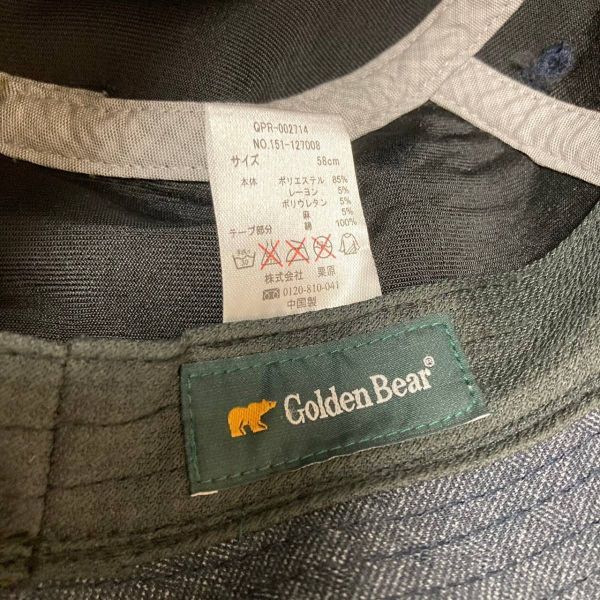 QPR-002714
NO.151-127008
サイズ 58cm
本体 ポリエステル 85%
レーヨン 5%
ポリウレタン 5%
麻 5%
テープ部分 綿 100%
株式会社 栗原
☏0120-810-041
中国製
Golden Bear®